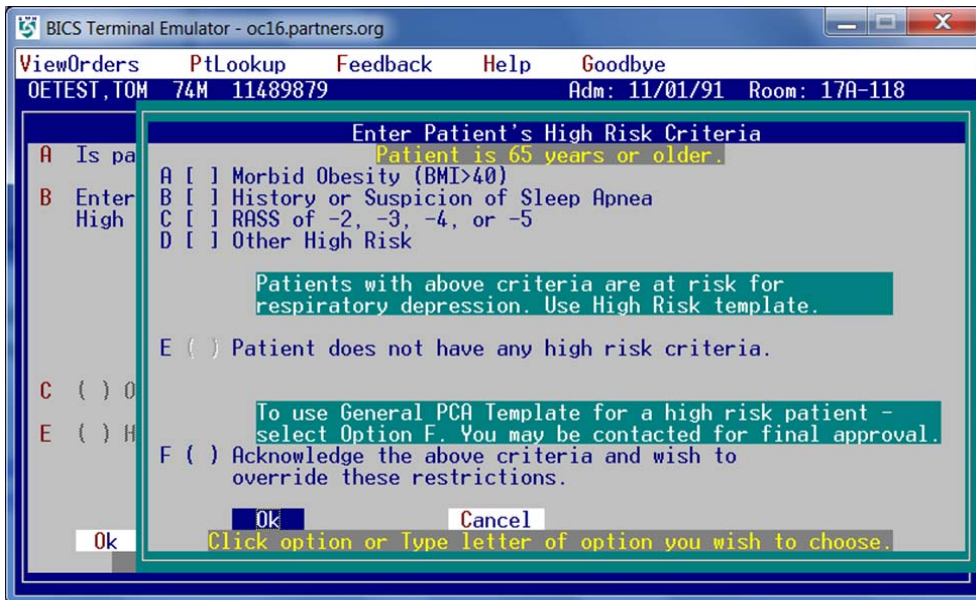 BICS Terminal Emulator - oc16.partners.org
ViewOrders PtLookup Feedback Help Goodbye
OETEST,TOM 74M 11489879 Adm: 11/01/91 Room: 17A-118
Enter Patient's High Risk Criteria
A Is pa
Patient is 65 years or older.
A [ ] Morbid Obesity (BMI>40)
B Enter
B [ ] History or Suspicion of Sleep Apnea
High
C [ ] RASS of -2, -3, -4, or -5
D [ ] Other High Risk
Patients with above criteria are at risk for
respiratory depression. Use High Risk template.
E ( ) Patient does not have any high risk criteria.
C ( ) O
To use General PCA Template for a high risk patient -
E ( ) H
select Option F. You may be contacted for final approval.
F ( ) Acknowledge the above criteria and wish to
override these restrictions.
Ok Cancel
Ok
Click option or Type letter of option you wish to choose.